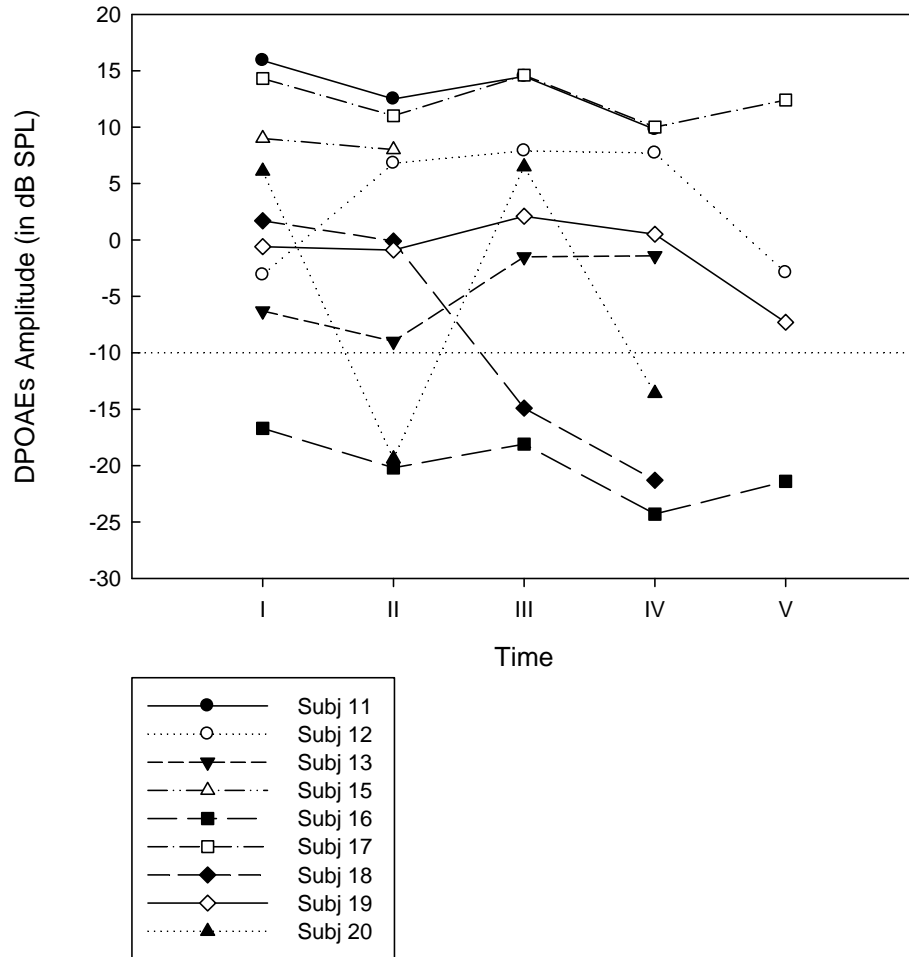 20
15
10
5
0
-5
-10
-15
-20
-25
-30
DPOAEs Amplitude (in dB SPL)
I II III IV V
Time
Subj 11
Subj 12
Subj 13
Subj 15
Subj 16
Subj 17
Subj 18
Subj 19
Subj 20